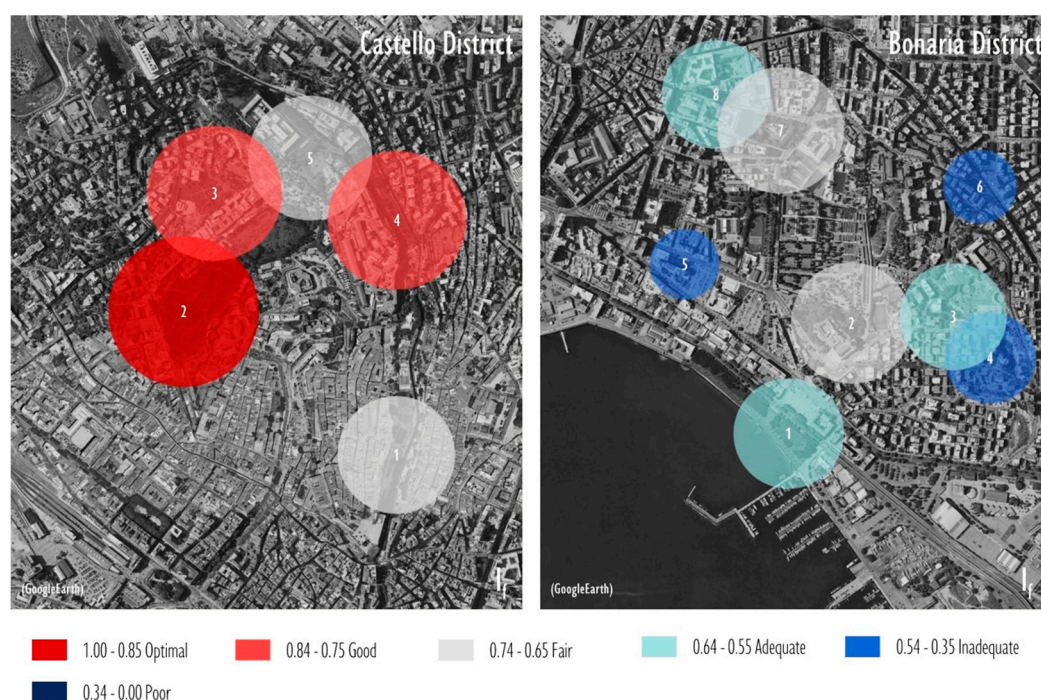 Castello District
5
3
4
2
1
(GoogleEarth)
If
Bonaria District
8
7
6
5
2
3
4
1
(GoogleEarth)
If
1.00 - 0.85 Optimal
0.84 - 0.75 Good
0.74 - 0.65 Fair
0.64 - 0.55 Adequate
0.54 - 0.35 Inadequate
0.34 - 0.00 Poor